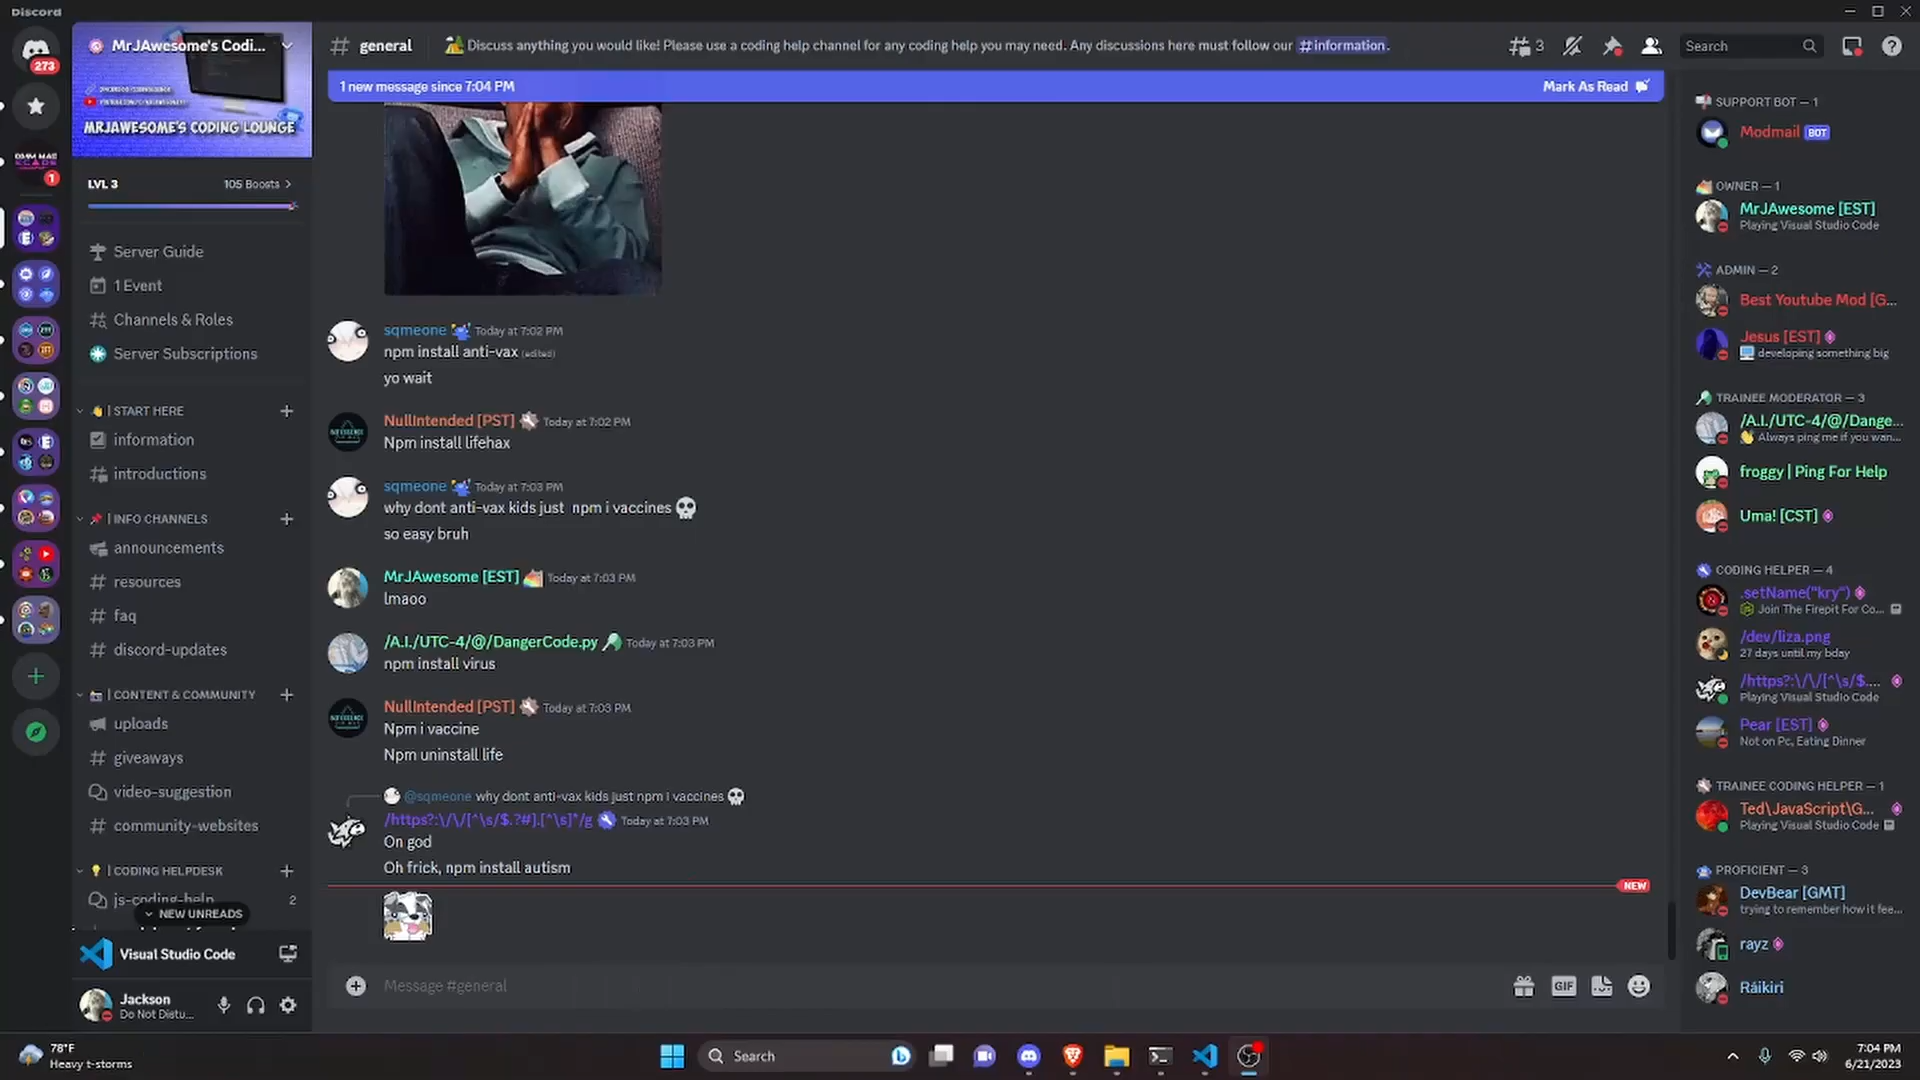 Discord
273
1
MrJAwesome's Codi...
MRJAWESOME'S CODING LOUNGE
LVL 3
105 Boosts
Server Guide
1 Event
Channels & Roles
Server Subscriptions
| START HERE
information
introductions
| INFO CHANNELS
announcements
resources
faq
discord-updates
| CONTENT & COMMUNITY
uploads
giveaways
video-suggestion
community-websites
| CODING HELPDESK
js-coding-help
2
NEW UNREADS
Visual Studio Code
Jackson
Do Not Distu...
general
Discuss anything you would like! Please use a coding help channel for any coding help you may need. Any discussions here must follow our # information.
3
Search
1 new message since 7:04 PM
Mark As Read
sqmeone Today at 7:02 PM
npm install anti-vax (edited)
yo wait
NullIntended [PST] Today at 7:02 PM
Npm install lifehax
sqmeone Today at 7:03 PM
why dont anti-vax kids just npm i vaccines 💀
so easy bruh
MrJAwesome [EST] Today at 7:03 PM
lmaoo
/A.I./UTC-4/@/DangerCode.py Today at 7:03 PM
npm install virus
NullIntended [PST] Today at 7:03 PM
Npm i vaccine
Npm uninstall life
@sqmeone why dont anti-vax kids just npm i vaccines 💀
/https?:\/\/[^\s/$.?#].[^\s]*/g Today at 7:03 PM
On god
Oh frick, npm install autism
NEW
Message #general
GIF
SUPPORT BOT — 1
Modmail BOT
OWNER — 1
MrJAwesome [EST]
Playing Visual Studio Code
ADMIN — 2
Best Youtube Mod [G...
Jesus [EST]
developing something big
TRAINEE MODERATOR — 3
/A.I./UTC-4/@/Dange...
Always ping me if you wan...
froggy | Ping For Help
Uma! [CST]
CODING HELPER — 4
.setName("kry")
Join The Firepit For Co...
/dev/liza.png
27 days until my bday
/https?:\/\/[^\s/$....
Playing Visual Studio Code
Pear [EST]
Not on Pc, Eating Dinner
TRAINEE CODING HELPER — 1
Ted\JavaScript\G...
Playing Visual Studio Code
PROFICIENT — 3
DevBear [GMT]
trying to remember how it fee...
rayz
Ráikiri
78°F
Heavy t-storms
Search
7:04 PM
6/21/2023